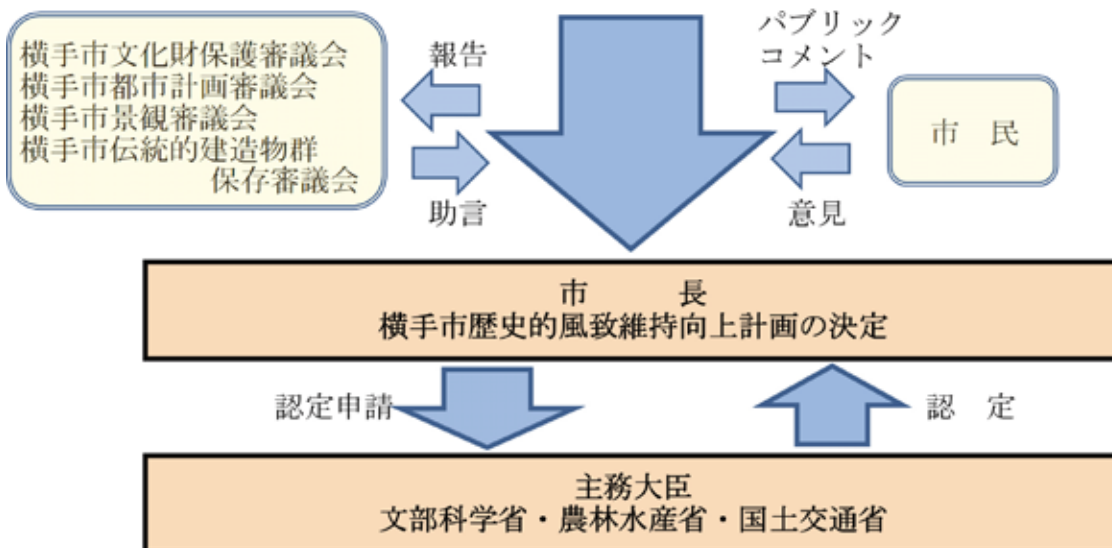 横手市文化財保護審議会
横手市都市計画審議会
横手市景観審議会
横手市伝統的建造物群
保存審議会
報告
助言
パブリック
コメント
意見
市　民
市　　長
横手市歴史的風致維持向上計画の決定
認定申請
認　定
主務大臣
文部科学省・農林水産省・国土交通省